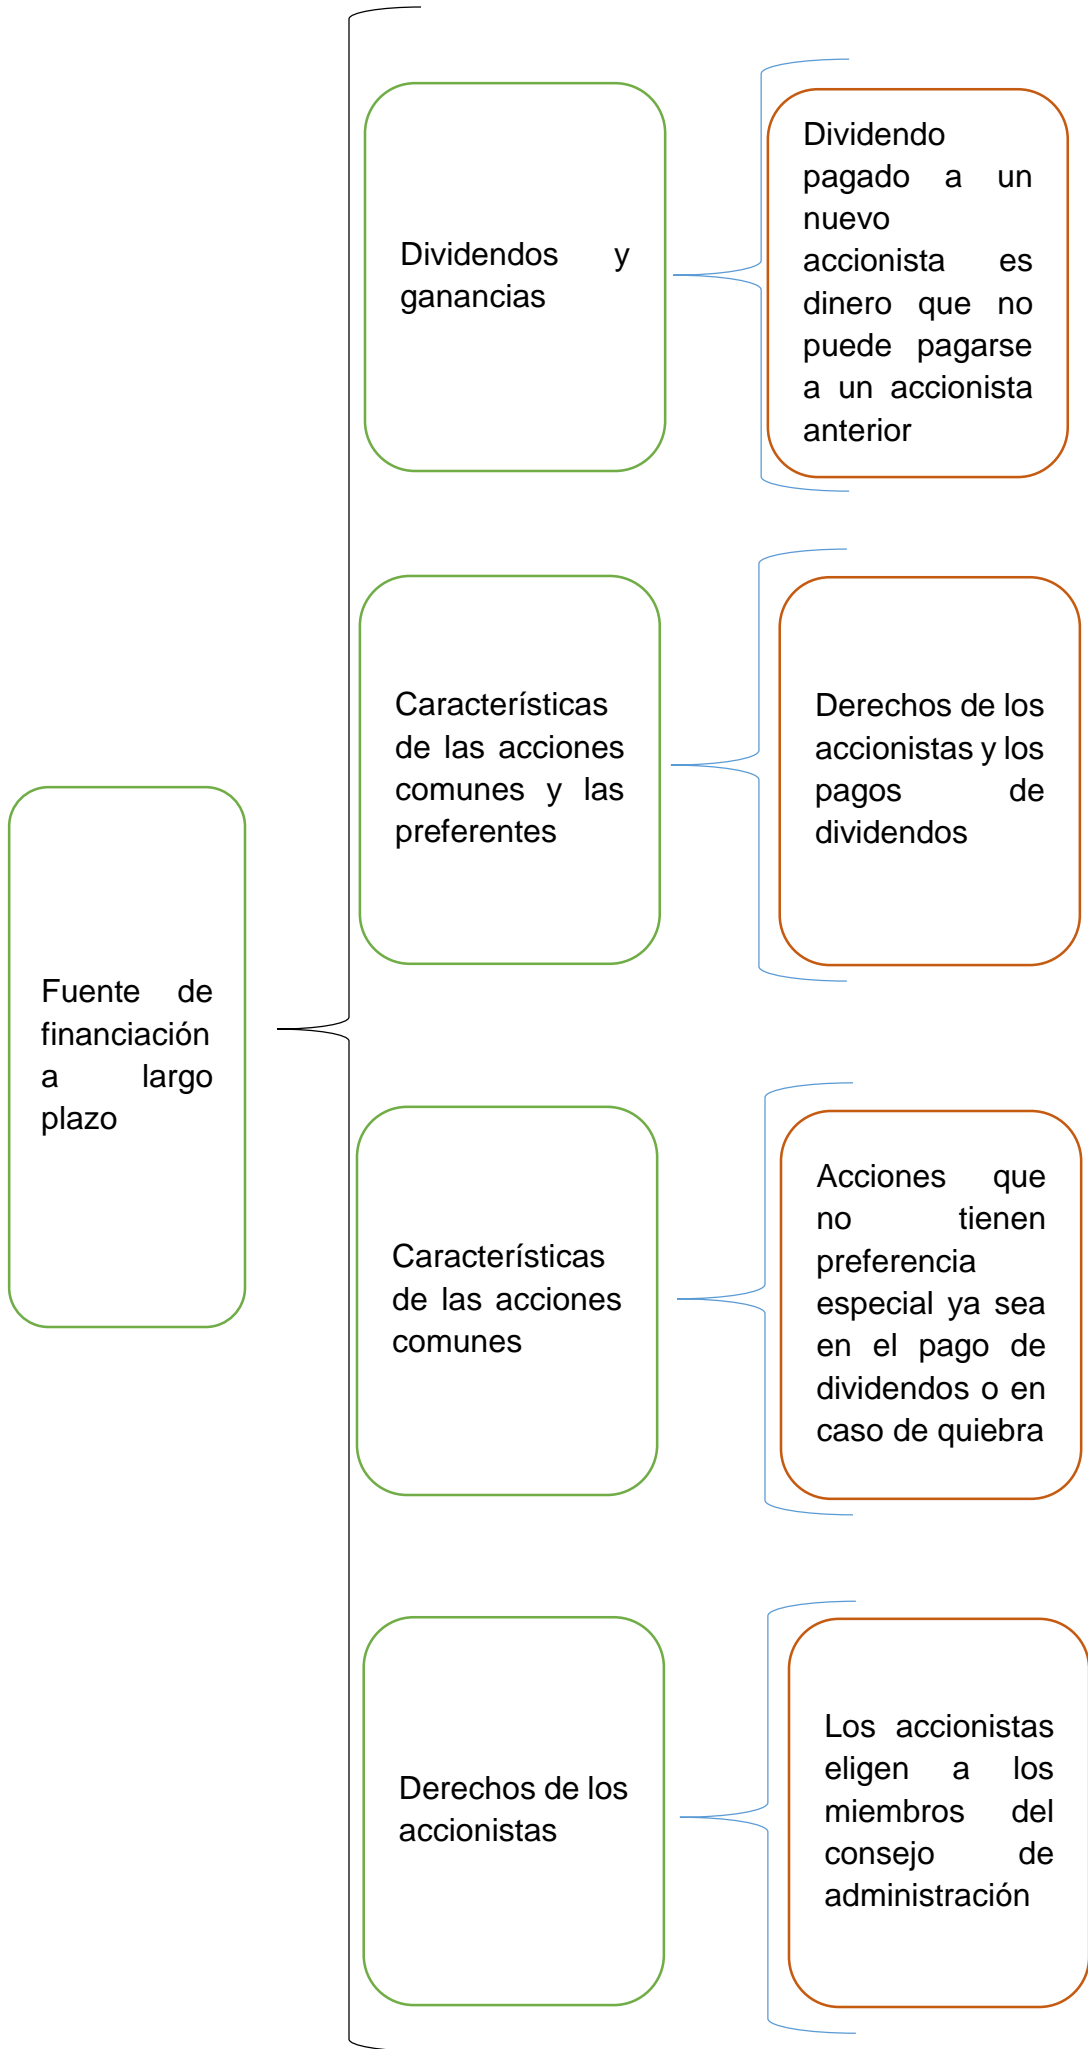 Fuente de
financiación
a largo
plazo
Dividendos y
ganancias
Dividendo
pagado a un
nuevo
accionista es
dinero que no
puede pagarse
a un accionista
anterior
Características
de las acciones
comunes y las
preferentes
Derechos de los
accionistas y los
pagos de
dividendos
Características
de las acciones
comunes
Acciones que
no tienen
preferencia
especial ya sea
en el pago de
dividendos o en
caso de quiebra
Derechos de los
accionistas
Los accionistas
eligen a los
miembros del
consejo de
administración